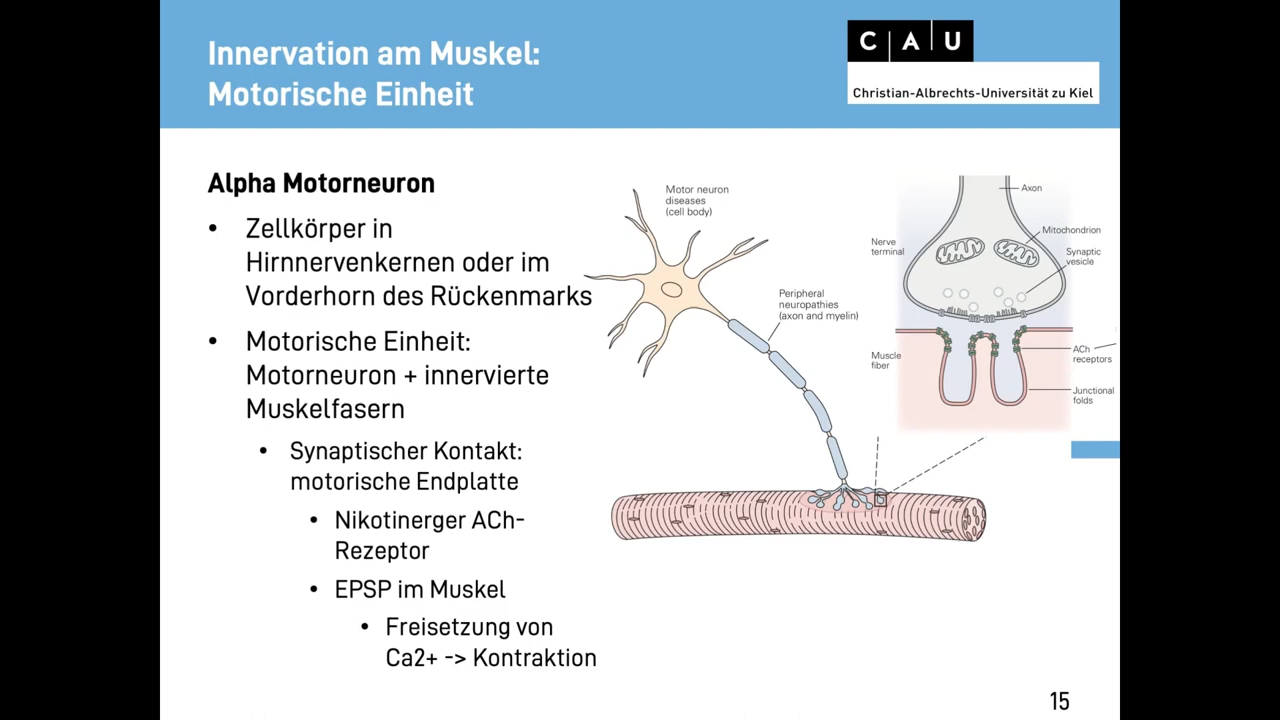 Innervation am Muskel:
Motorische Einheit
C A U
Christian-Albrechts-Universität zu Kiel
Alpha Motorneuron
• Zellkörper in
Hirnnervenkernen oder im
Vorderhorn des Rückenmarks
• Motorische Einheit:
Motorneuron + innervierte
Muskelfasern
• Synaptischer Kontakt:
motorische Endplatte
• Nikotinerger ACh-
Rezeptor
• EPSP im Muskel
• Freisetzung von
Ca2+ -> Kontraktion
Motor neuron
diseases
(cell body)
Peripheral
neuropathies
(axon and myelin)
Axon
Mitochondrion
Nerve
terminal
Synaptic
vesicle
Muscle
fiber
ACh
receptors
Junctional
folds
15